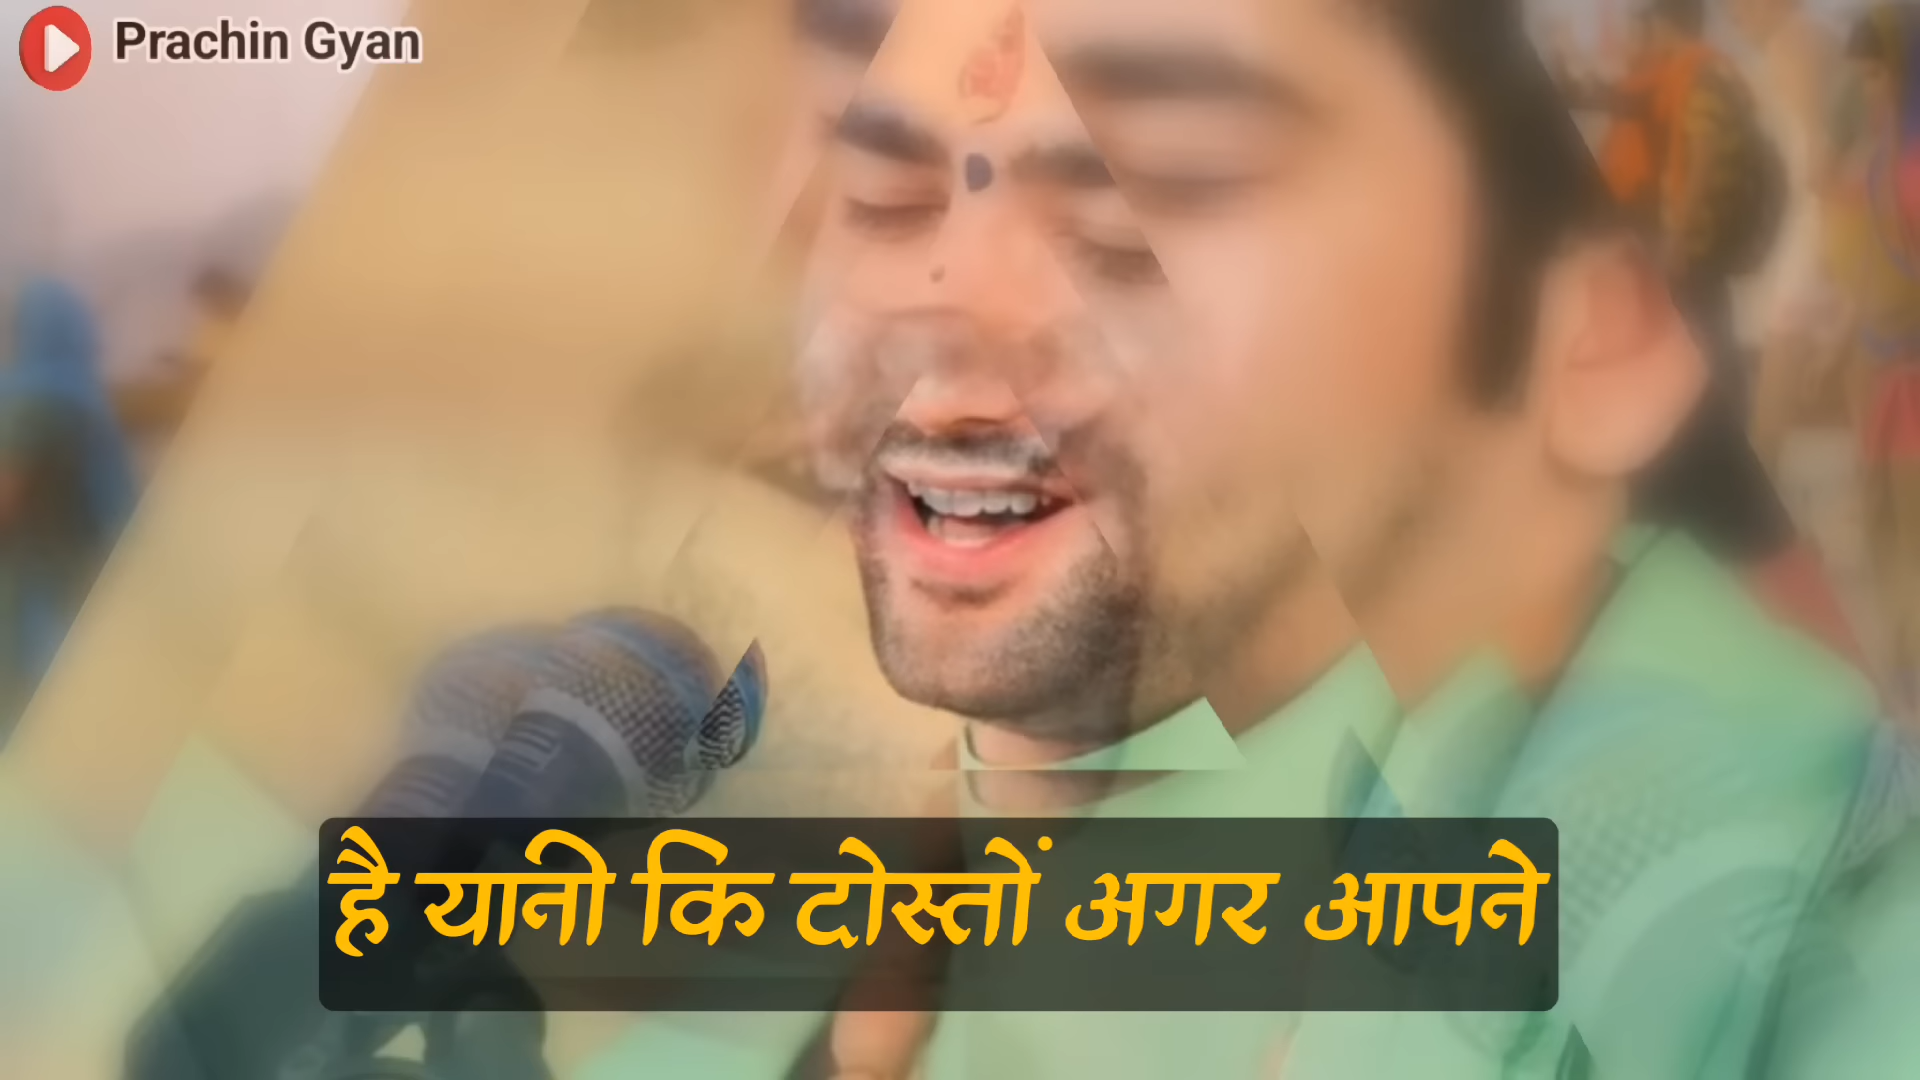 Prachin Gyan
है यानी कि दोस्तों अगर आपने